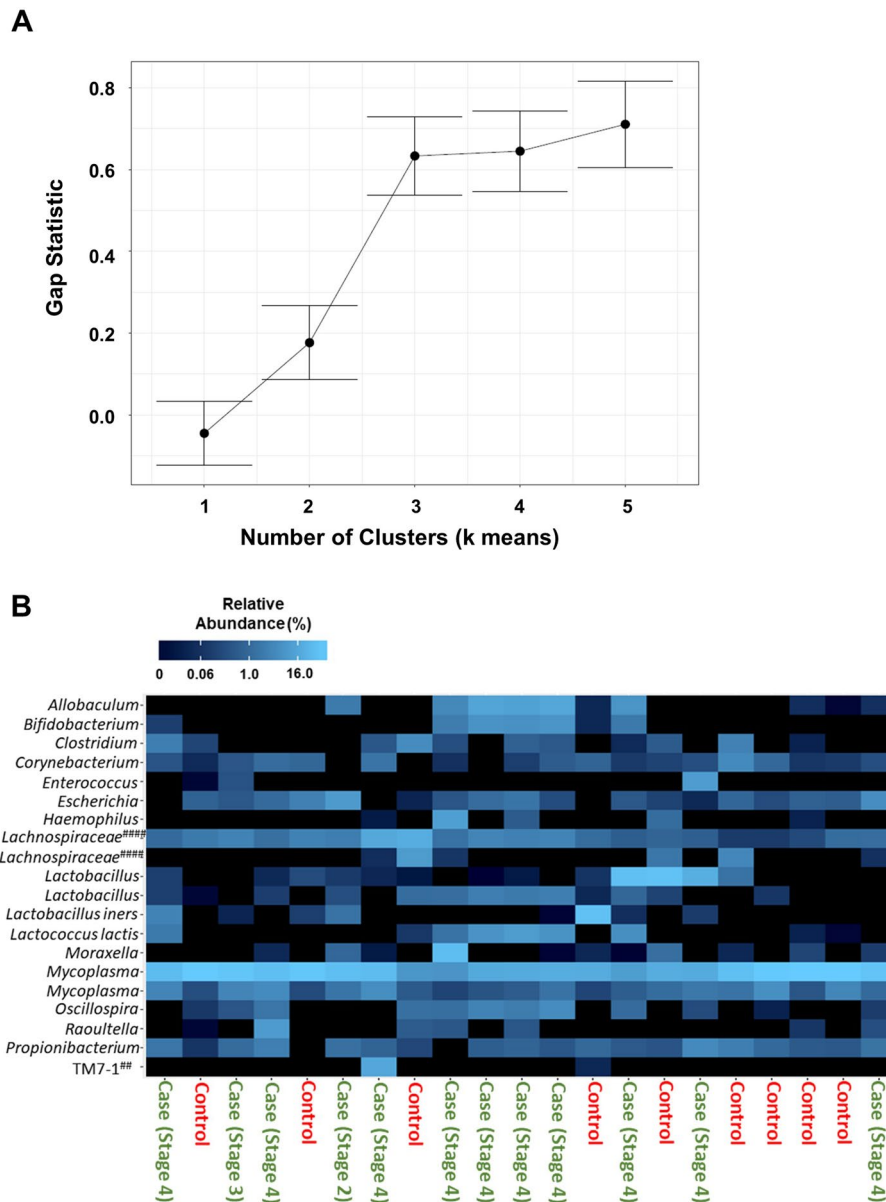 A
0.8
0.6
0.4
0.2
0.0
Gap Statistic
1 2 3 4 5
Number of Clusters (k means)
B
Relative
Abundance (%)
0 0.06 1.0 16.0
Allobaculum
Bifidobacterium
Clostridium
Corynebacterium
Enterococcus
Escherichia
Haemophilus
Lachnospiraceae####
Lachnospiraceae####
Lactobacillus
Lactobacillus
Lactobacillus iners
Lactococcus lactis
Moraxella
Mycoplasma
Mycoplasma
Oscillospira
Raoultella
Propionibacterium
TM7-1##
Case (Stage 4)
Control
Case (Stage 3)
Case (Stage 4)
Control
Case (Stage 2)
Case (Stage 4)
Control
Case (Stage 4)
Case (Stage 4)
Case (Stage 4)
Case (Stage 4)
Control
Case (Stage 4)
Control
Case (Stage 4)
Control
Control
Control
Control
Case (Stage 4)